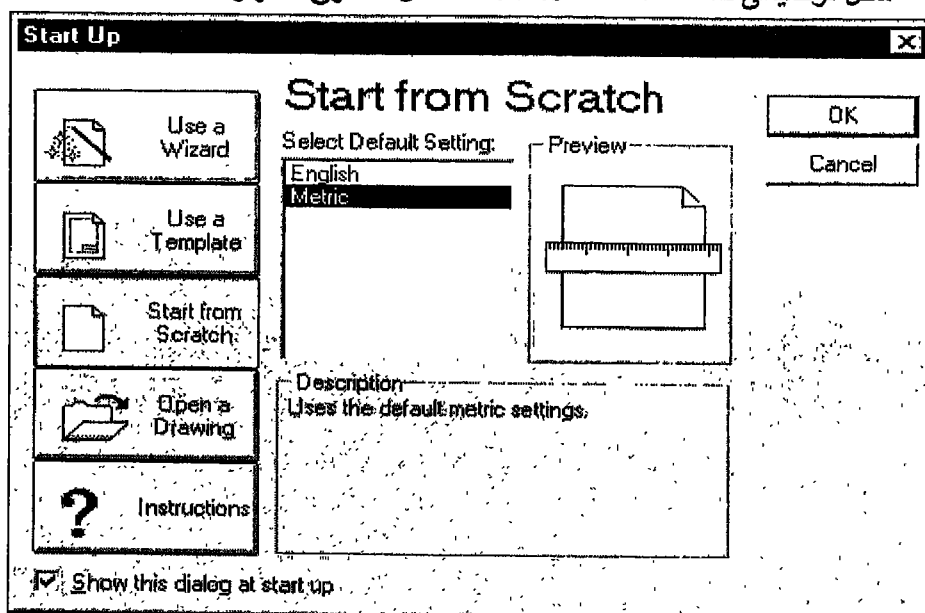 Start Up
Start from Scratch
Use a
Wizard
Use a
Template
Start from
Scratch
Open a
Drawing
Instructions
Select Default Setting:
English
Metric
Preview
Description
Uses the default metric settings.
OK
Cancel
Show this dialog at start up